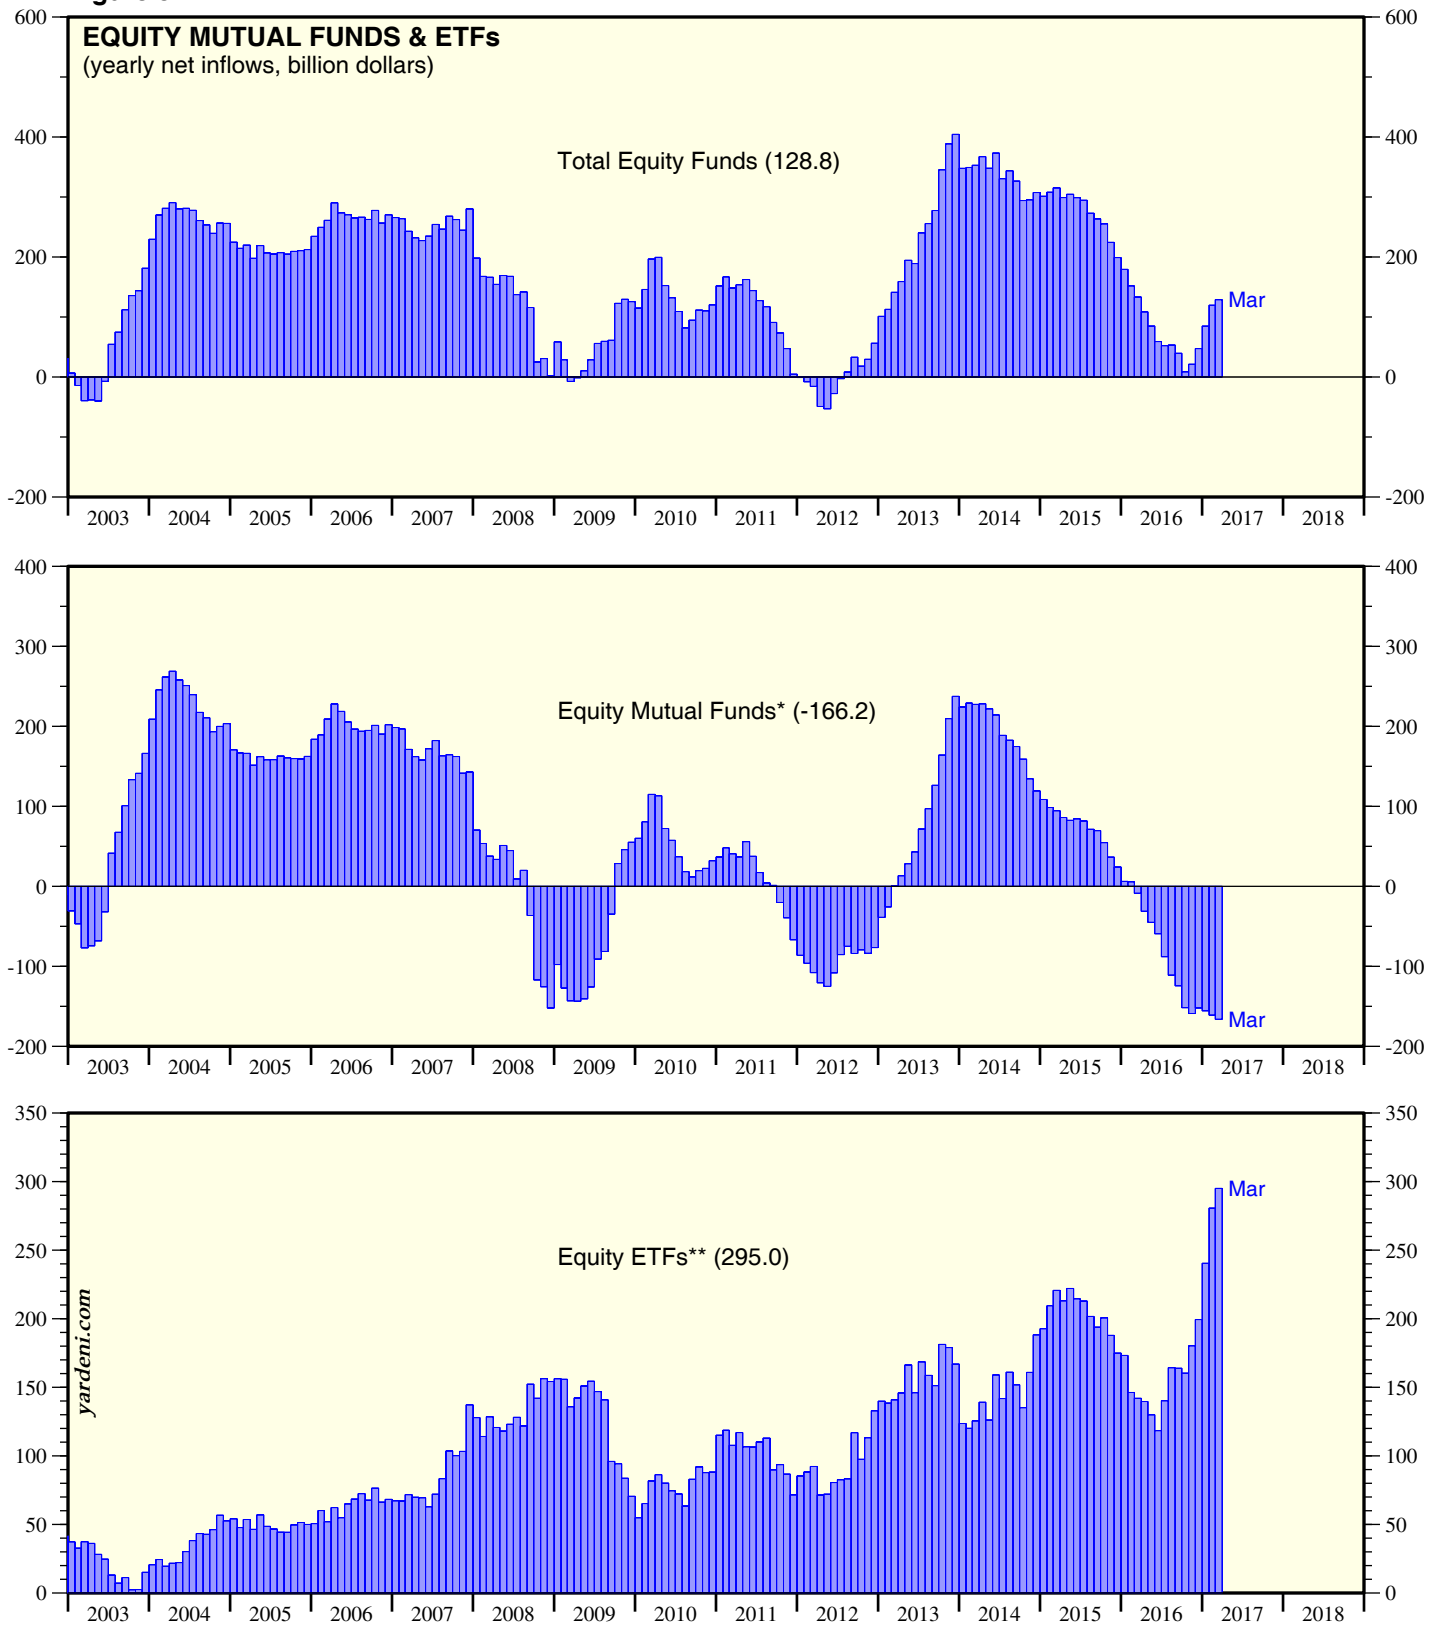 600 600
EQUITY MUTUAL FUNDS & ETFs
(yearly net inflows, billion dollars)
400 400
Total Equity Funds (128.8)
200 200
Mar
0 0
-200 -200
2003 2004 2005 2006 2007 2008 2009 2010 2011 2012 2013 2014 2015 2016 2017 2018
400 400
300 300
Equity Mutual Funds* (-166.2)
200 200
100 100
0 0
-100 -100
Mar
-200 -200
2003 2004 2005 2006 2007 2008 2009 2010 2011 2012 2013 2014 2015 2016 2017 2018
350 350
300 300
Mar
250 250
Equity ETFs** (295.0)
200 200
yardeni.com
150 150
100 100
50 50
0 0
2003 2004 2005 2006 2007 2008 2009 2010 2011 2012 2013 2014 2015 2016 2017 2018